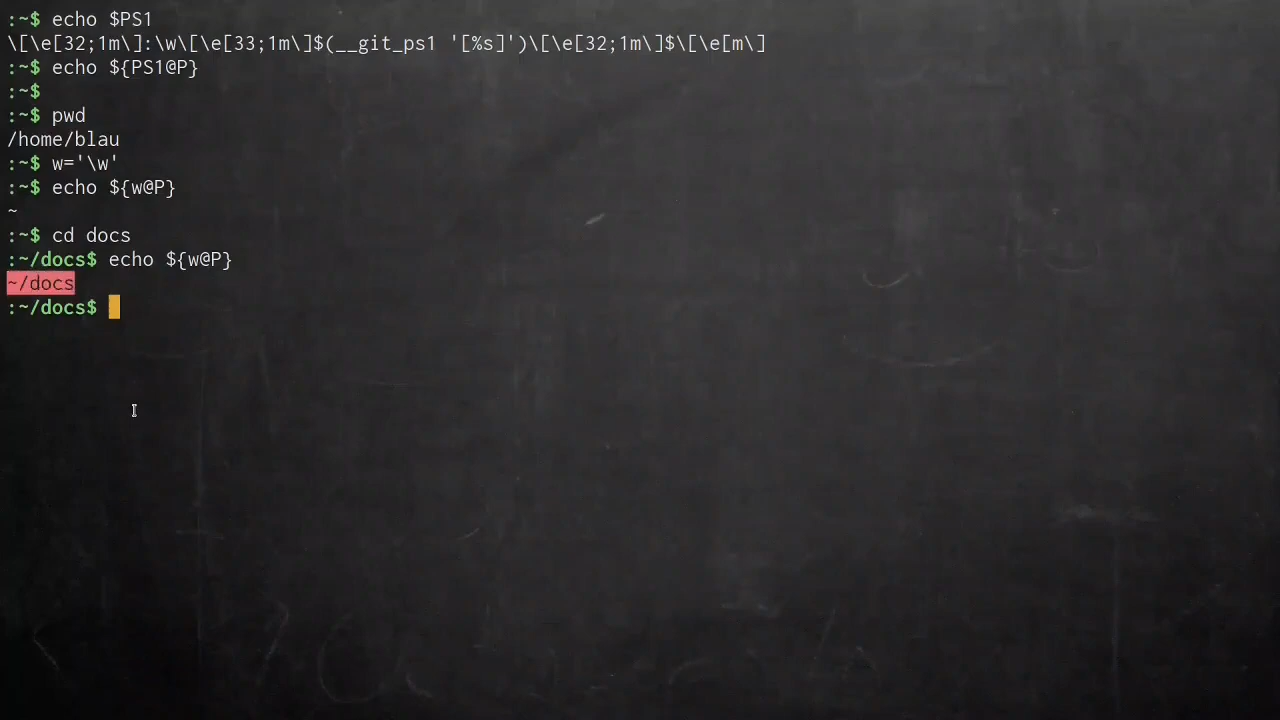 :~$ echo $PS1
\[\e[32;1m\]:\w\[\e[33;1m\]$(__git_ps1 '[%s]')\[\e[32;1m\]$\[\e[m\]
:~$ echo ${PS1@P}
:~$
:~$ pwd
/home/blau
:~$ w='\w'
:~$ echo ${w@P}
~
:~$ cd docs
:~/docs$ echo ${w@P}
~/docs
:~/docs$